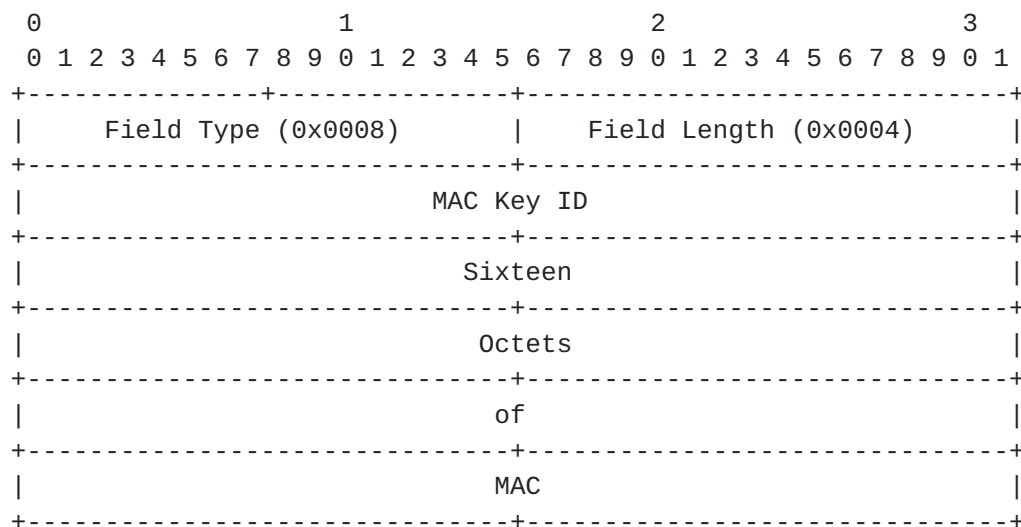 0                   1                   2                   3
0 1 2 3 4 5 6 7 8 9 0 1 2 3 4 5 6 7 8 9 0 1 2 3 4 5 6 7 8 9 0 1
+---------------+---------------+-------------------------------+
|     Field Type (0x0008)       |    Field Length (0x0004)      |
+-------------------------------+-------------------------------+
|                          MAC Key ID                           |
+-------------------------------+-------------------------------+
|                            Sixteen                            |
+-------------------------------+-------------------------------+
|                             Octets                            |
+-------------------------------+-------------------------------+
|                              of                               |
+-------------------------------+-------------------------------+
|                              MAC                              |
+-------------------------------+-------------------------------+